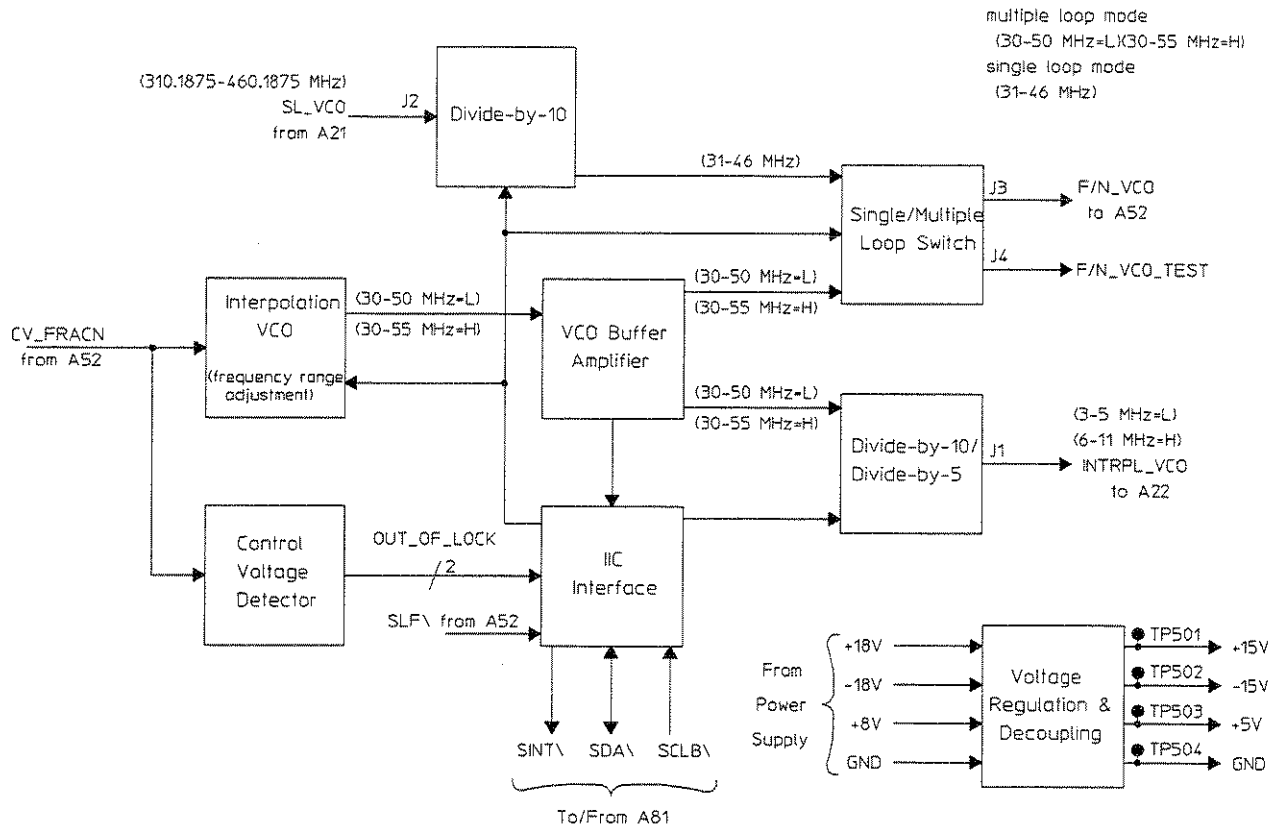 multiple loop mode
(30-50 MHz=L)(30-55 MHz=H)
single loop mode
(31-46 MHz)
(310.1875-460.1875 MHz)
SL_VCO
from A21
J2
Divide-by-10
(31-46 MHz)
Single/Multiple
Loop Switch
J3
F/N_VCO
to A52
J4
F/N_VCO_TEST
CV_FRACN
from A52
Interpolation
VCO
(frequency range
adjustment)
(30-50 MHz=L)
(30-55 MHz=H)
VCO Buffer
Amplifier
(30-50 MHz=L)
(30-55 MHz=H)
(30-50 MHz=L)
(30-55 MHz=H)
Divide-by-10/
Divide-by-5
J1
(3-5 MHz=L)
(6-11 MHz=H)
INTRPL_VCO
to A22
Control
Voltage
Detector
OUT_OF_LOCK
2
SLF\ from A52
IIC
Interface
SINT\
SDA\
SCLB\
To/From A81
From
Power
Supply
+18V
-18V
+8V
GND
Voltage
Regulation &
Decoupling
TP501
+15V
TP502
-15V
TP503
+5V
TP504
GND